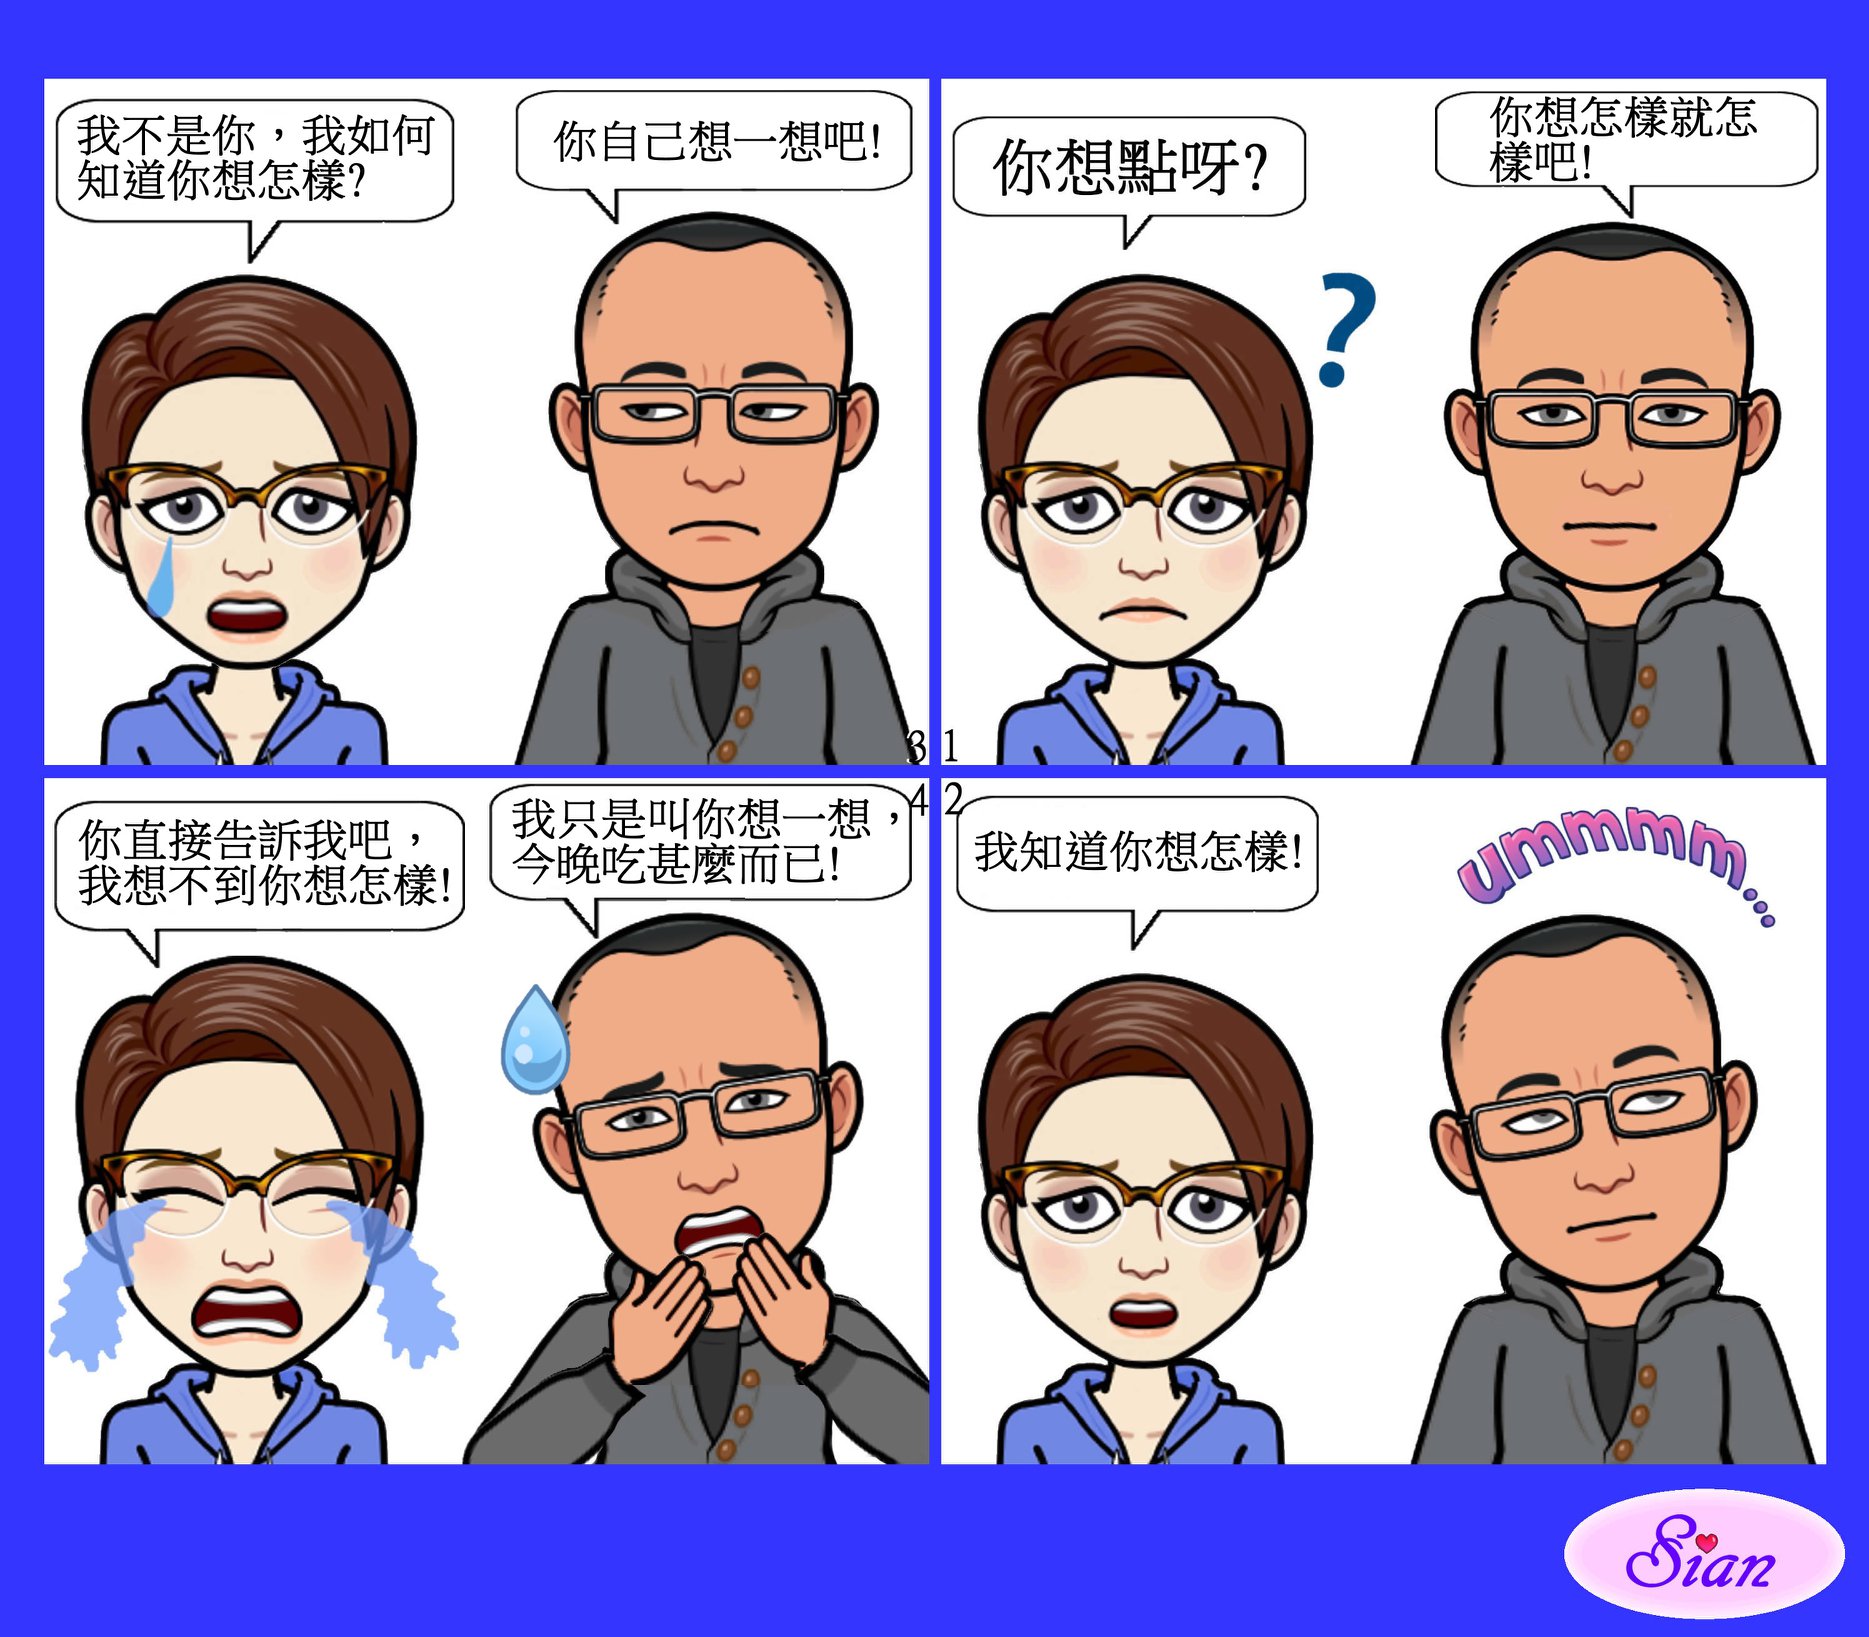 你想點呀?
你想怎樣就怎
樣吧!
1
2
我知道你想怎樣!
ummmm...
我不是你，我如何
知道你想怎樣?
你自己想一想吧!
3
4
你直接告訴我吧，
我想不到你想怎樣!
我只是叫你想一想，
今晚吃甚麼而已!
Sian